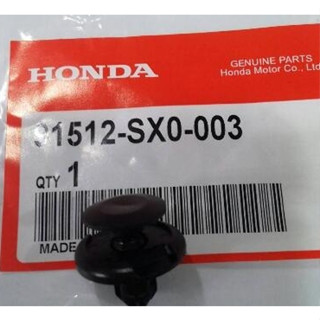 HONDA
GENUINE PARTS
Honda Motor Co., Ltd
91512-SX0-003
QTY 1
MADE